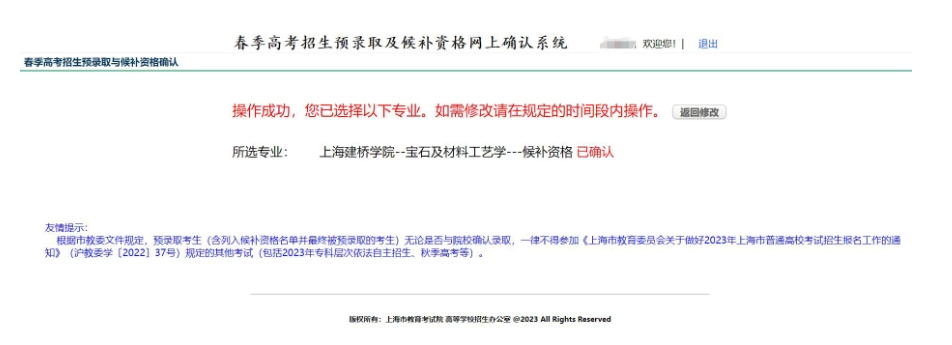 春季高考招生预录取及候补资格网上确认系统 欢迎您! | 退出
春季高考招生预录取与候补资格确认
操作成功，您已选择以下专业。如需修改请在规定的时间段内操作。 返回修改
所选专业： 上海建桥学院--宝石及材料工艺学---候补资格 已确认
友情提示:
根据市教委文件规定，预录取考生（含列入候补资格名单并最终被预录取的考生）无论是否与院校确认录取，一律不得参加《上海市教育委员会关于做好2023年上海市普通高校考试招生报名工作的通
知》（沪教委学〔2022〕37号）规定的其他考试（包括2023年专科层次依法自主招生、秋季高考等）。
版权所有：上海市教育考试院 高等学校招生办公室 @2023 All Rights Reserved